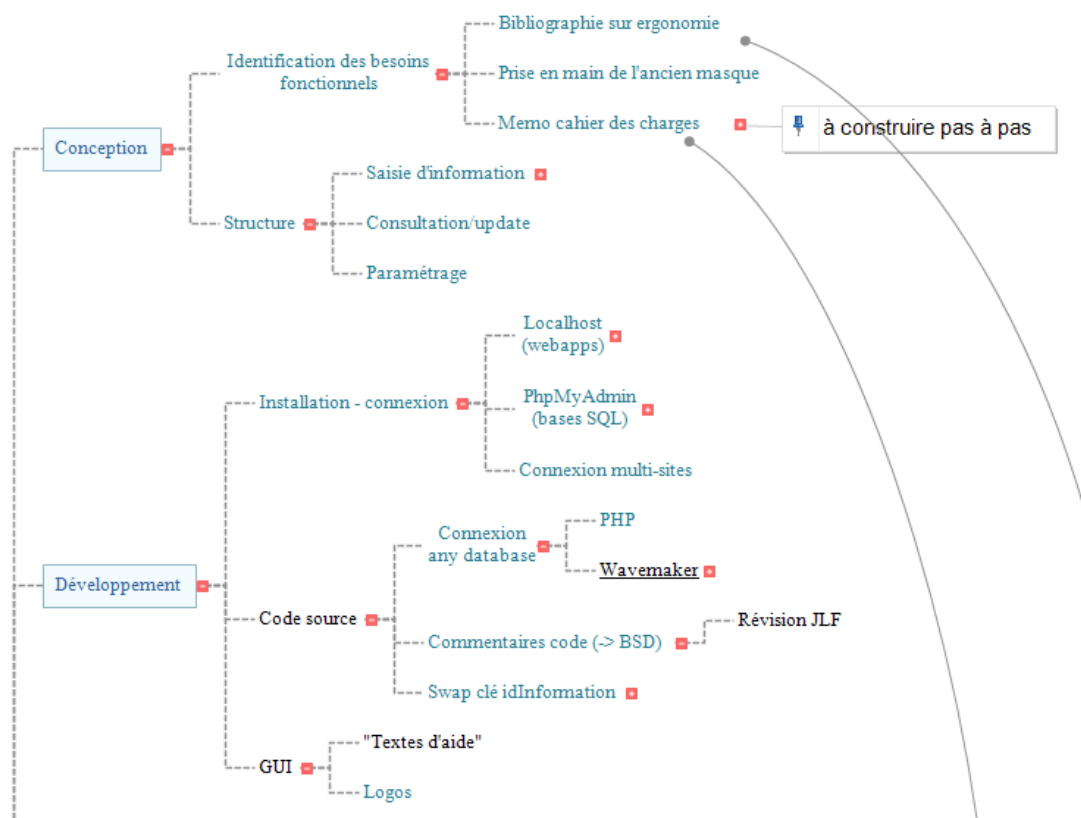 Bibliographie sur ergonomie
Identification des besoins
fonctionnels
Prise en main de l'ancien masque
Memo cahier des charges
à construire pas à pas
Conception
Saisie d'information
Structure
Consultation/update
Paramétrage
Localhost
(webapps)
Installation - connexion
PhpMyAdmin
(bases SQL)
Connexion multi-sites
PHP
Connexion
any database
Wavemaker
Développement
Code source
Révision JLF
Commentaires code (-> BSD)
Swap clé idInformation
"Textes d'aide"
GUI
Logos